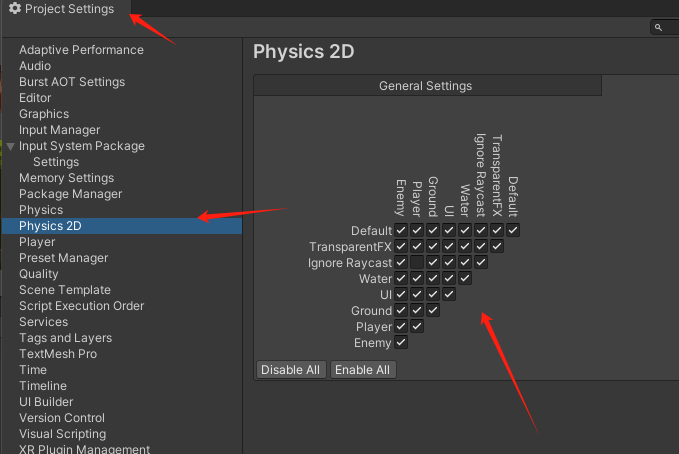 Project Settings
Adaptive Performance
Audio
Burst AOT Settings
Editor
Graphics
Input Manager
Input System Package
Settings
Memory Settings
Package Manager
Physics
Physics 2D
Player
Preset Manager
Quality
Scene Template
Script Execution Order
Services
Tags and Layers
TextMesh Pro
Time
Timeline
UI Builder
Version Control
Visual Scripting
XR Plugin Management
Physics 2D
General Settings
Enemy
Player
Ground
UI
Water
Ignore Raycast
TransparentFX
Default
Default
TransparentFX
Ignore Raycast
Water
UI
Ground
Player
Enemy
Disable All
Enable All